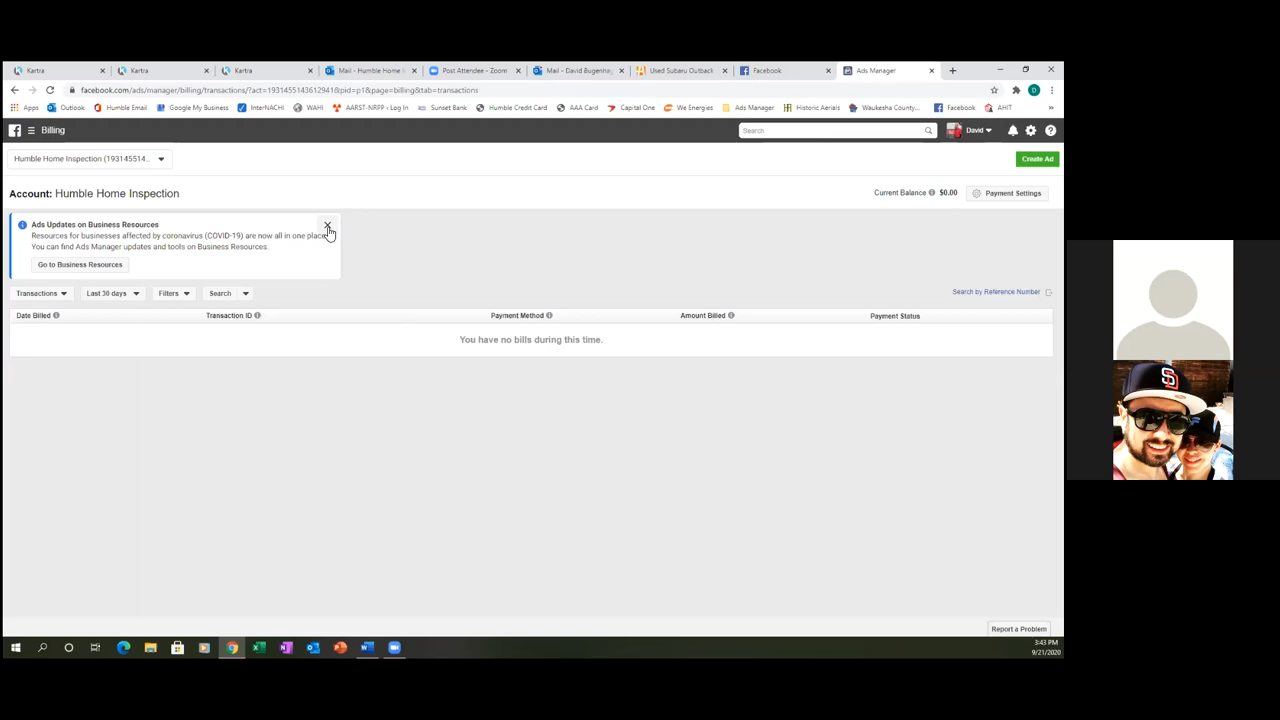 Kartra
Kartra
Kartra
Mail - Humble Home I
Post Attendee - Zoom
Mail - David Bugenhag
Used Subaru Outback
Facebook
Ads Manager
facebook.com/ads/manager/billing/transactions/?act=1931455143612941&pid=p1&page=billing&tab=transactions
D
Apps
Outlook
Humble Email
Google My Business
InterNACHI
WAHI
AARST-NRPP › Log In
Sunset Bank
Humble Credit Card
AAA Card
Capital One
We Energies
Ads Manager
Historic Aerials
Waukesha County...
Facebook
AHIT
»
Billing
Search
David
Humble Home Inspection (193145514...
Create Ad
Account: Humble Home Inspection
Current Balance $0.00
Payment Settings
Ads Updates on Business Resources
Resources for businesses affected by coronavirus (COVID-19) are now all in one place.
You can find Ads Manager updates and tools on Business Resources.
Go to Business Resources
Transactions
Last 30 days
Filters
Search
Search by Reference Number
Date Billed
Transaction ID
Payment Method
Amount Billed
Payment Status
You have no bills during this time.
Report a Problem
3:43 PM
9/21/2020